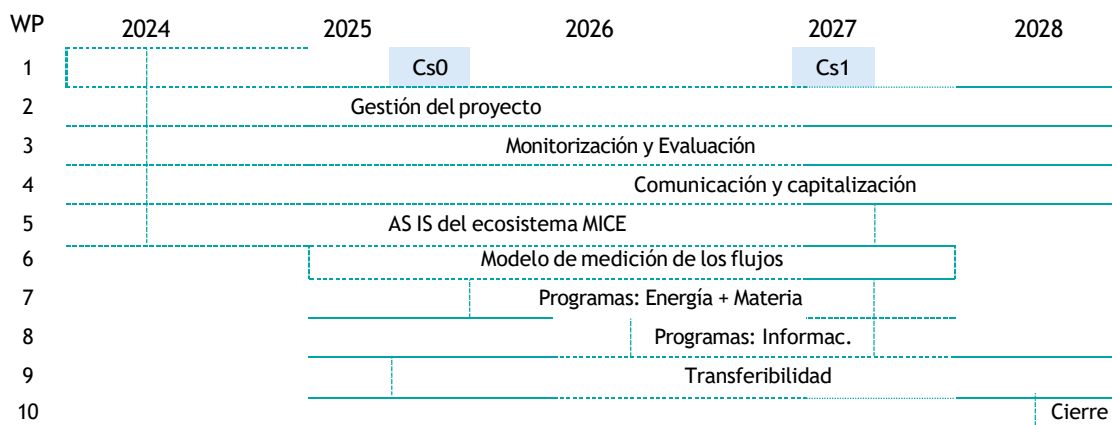 WP 2024 2025 2026 2027 2028
1 Cs0 Cs1
2 Gestión del proyecto
3 Monitorización y Evaluación
4 Comunicación y capitalización
5 AS IS del ecosistema MICE
6 Modelo de medición de los flujos
7 Programas: Energía + Materia
8 Programas: Informac.
9 Transferibilidad
10 Cierre